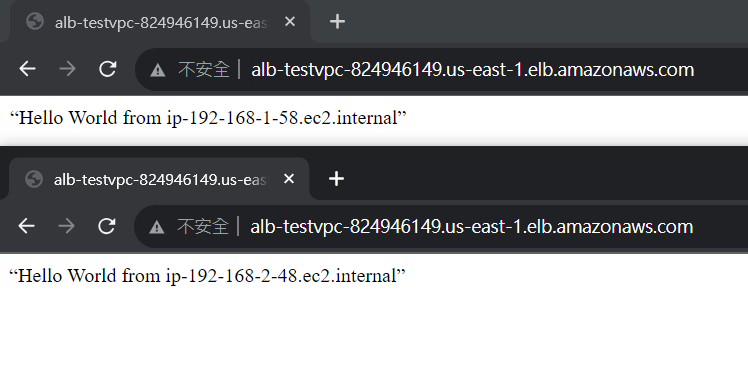 alb-testvpc-824946149.us-eas
不安全 alb-testvpc-824946149.us-east-1.elb.amazonaws.com
“Hello World from ip-192-168-1-58.ec2.internal”
alb-testvpc-824946149.us-eas
不安全 alb-testvpc-824946149.us-east-1.elb.amazonaws.com
“Hello World from ip-192-168-2-48.ec2.internal”